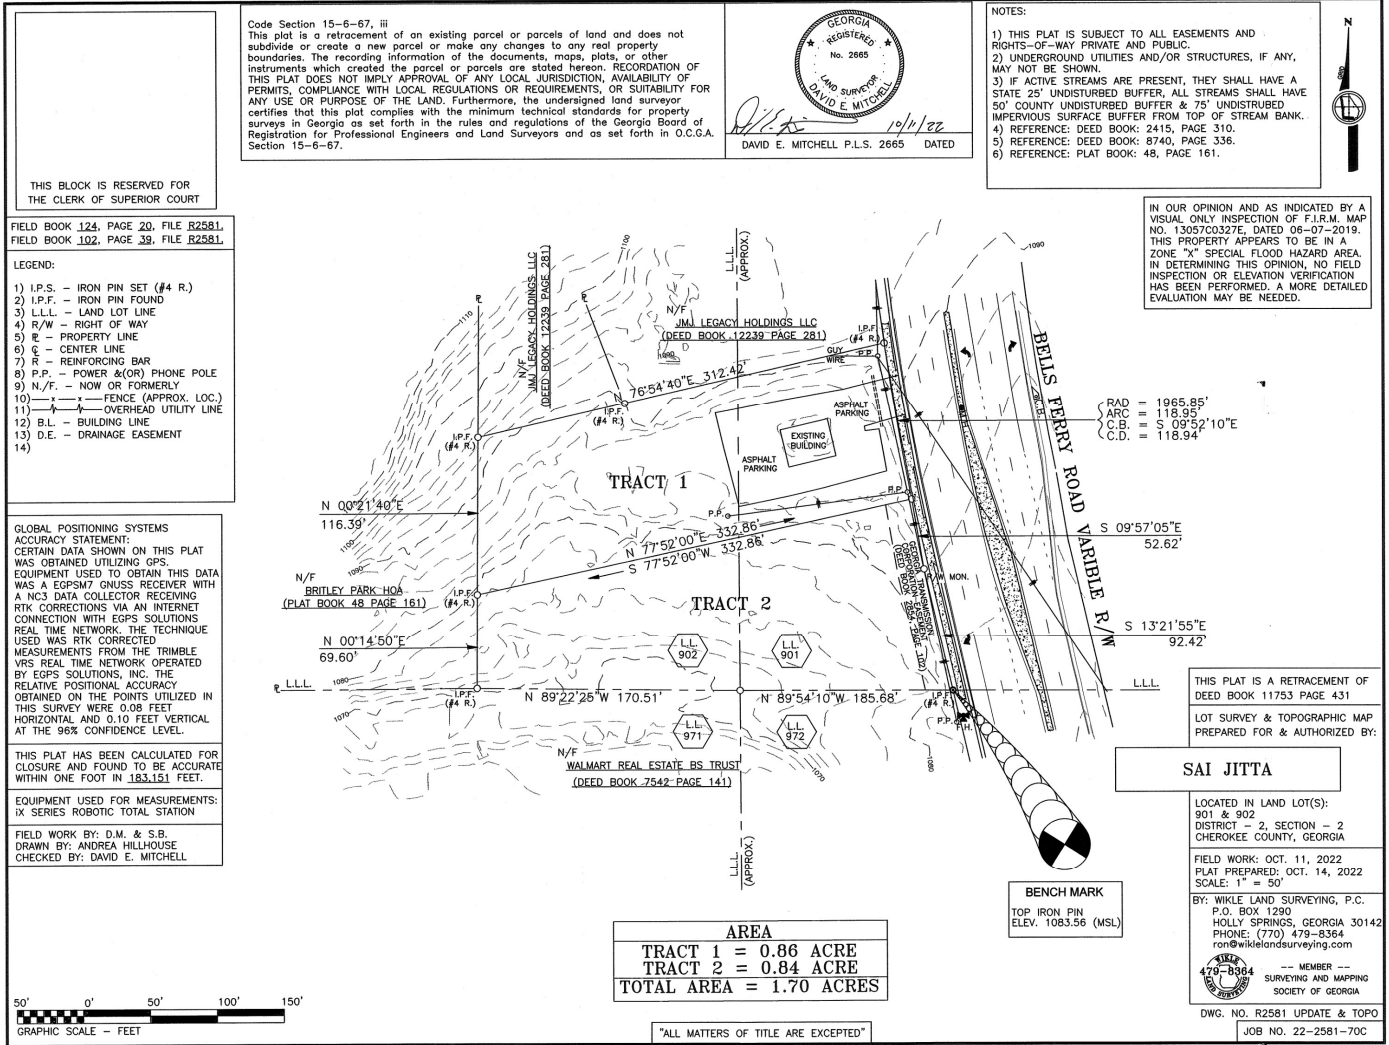 THIS BLOCK IS RESERVED FOR
THE CLERK OF SUPERIOR COURT
Code Section 15-6-67, iii
This plat is a retracement of an existing parcel or parcels of land and does not
subdivide or create a new parcel or make any changes to any real property
boundaries. The recording information of the documents, maps, plats, or other
instruments which created the parcel or parcels are stated hereon. RECORDATION OF
THIS PLAT DOES NOT IMPLY APPROVAL OF ANY LOCAL JURISDICTION, AVAILABILITY OF
PERMITS, COMPLIANCE WITH LOCAL REGULATIONS OR REQUIREMENTS, OR SUITABILITY FOR
ANY USE OR PURPOSE OF THE LAND. Furthermore, the undersigned land surveyor
certifies that this plat complies with the minimum technical standards for property
surveys in Georgia as set forth in the rules and regulations of the Georgia Board of
Registration for Professional Engineers and Land Surveyors and as set forth in O.C.G.A.
Section 15-6-67.
GEORGIA
REGISTERED
No. 2665
LAND SURVEYOR
DAVID E. MITCHELL
10/11/22
DAVID E. MITCHELL P.L.S. 2665 DATED
NOTES:
1) THIS PLAT IS SUBJECT TO ALL EASEMENTS AND
RIGHTS-OF-WAY PRIVATE AND PUBLIC.
2) UNDERGROUND UTILITIES AND/OR STRUCTURES, IF ANY,
MAY NOT BE SHOWN.
3) IF ACTIVE STREAMS ARE PRESENT, THEY SHALL HAVE A
STATE 25' UNDISTURBED BUFFER, ALL STREAMS SHALL HAVE
50' COUNTY UNDISTURBED BUFFER & 75' UNDISTRUBED
IMPERVIOUS SURFACE BUFFER FROM TOP OF STREAM BANK.
4) REFERENCE: DEED BOOK: 2415, PAGE 310.
5) REFERENCE: DEED BOOK: 8740, PAGE 336.
6) REFERENCE: PLAT BOOK: 48, PAGE 161.
N
GRID
FIELD BOOK 124, PAGE 20, FILE R2581.
FIELD BOOK 102, PAGE 39, FILE R2581.
LEGEND:
1) I.P.S. - IRON PIN SET (#4 R.)
2) I.P.F. - IRON PIN FOUND
3) L.L.L. - LAND LOT LINE
4) R/W - RIGHT OF WAY
5) ℄ - PROPERTY LINE
6) ℄ - CENTER LINE
7) R - REINFORCING BAR
8) P.P. - POWER &(OR) PHONE POLE
9) N./F. - NOW OR FORMERLY
10) — x — x — FENCE (APPROX. LOC.)
11) OVERHEAD UTILITY LINE
12) B.L. - BUILDING LINE
13) D.E. - DRAINAGE EASEMENT
14)
IN OUR OPINION AND AS INDICATED BY A
VISUAL ONLY INSPECTION OF F.I.R.M. MAP
NO. 13057C0327E, DATED 06-07-2019.
THIS PROPERTY APPEARS TO BE IN A
ZONE "X" SPECIAL FLOOD HAZARD AREA.
IN DETERMINING THIS OPINION, NO FIELD
INSPECTION OR ELEVATION VERIFICATION
HAS BEEN PERFORMED. A MORE DETAILED
EVALUATION MAY BE NEEDED.
GLOBAL POSITIONING SYSTEMS
ACCURACY STATEMENT:
CERTAIN DATA SHOWN ON THIS PLAT
WAS OBTAINED UTILIZING GPS.
EQUIPMENT USED TO OBTAIN THIS DATA
WAS A EGPSM7 GNUSS RECEIVER WITH
A NC3 DATA COLLECTOR RECEIVING
RTK CORRECTIONS VIA AN INTERNET
CONNECTION WITH EGPS SOLUTIONS
REAL TIME NETWORK. THE TECHNIQUE
USED WAS RTK CORRECTED
MEASUREMENTS FROM THE TRIMBLE
VRS REAL TIME NETWORK OPERATED
BY EGPS SOLUTIONS, INC. THE
RELATIVE POSITIONAL ACCURACY
OBTAINED ON THE POINTS UTILIZED IN
THIS SURVEY WERE 0.08 FEET
HORIZONTAL AND 0.10 FEET VERTICAL
AT THE 96% CONFIDENCE LEVEL.
THIS PLAT HAS BEEN CALCULATED FOR
CLOSURE AND FOUND TO BE ACCURATE
WITHIN ONE FOOT IN 183,151 FEET.
EQUIPMENT USED FOR MEASUREMENTS:
iX SERIES ROBOTIC TOTAL STATION
FIELD WORK BY: D.M. & S.B.
DRAWN BY: ANDREA HILLHOUSE
CHECKED BY: DAVID E. MITCHELL
1110
1100
N/F
JMJ LEGACY HOLDINGS LLC
(DEED BOOK 12239 PAGE 281)
N/F
JMJ LEGACY HOLDINGS LLC
(DEED BOOK 12239 PAGE 281)
L.L.L.
(APPROX.)
1090
1090
N 76°54'40"E 312.42'
I.P.F.
(#4 R.)
I.P.F.
(#4 R.)
I.P.F.
(#4 R.)
GUY
WIRE
P.P.
ASPHALT
PARKING
EXISTING
BUILDING
ASPHALT
PARKING
TRACT 1
P.P.
P.P.
RAD = 1965.85'
ARC = 118.95'
C.B. = S 09°52'10"E
C.D. = 118.94'
BELLS FERRY ROAD VARIBLE R/W
C.B.
N 00°21'40"E
116.39'
1100
1090
N 77°52'00"E 332.86'
S 77°52'00"W 332.86'
S 09°57'05"E
52.62'
GEORGIA TRANSMISSION
CORPORATION EASEMENT
(DEED BOOK 2654, PAGE 102)
R/W MON.
N/F
BRITLEY PARK HOA
(PLAT BOOK 48 PAGE 161)
I.P.F.
(#4 R.)
TRACT 2
N 00°14'50"E
69.60'
S 13°21'55"E
92.42'
L.L.
902
L.L.
901
1080
1070
L.L.L.
I.P.F.
(#4 R.)
N 89°22'25"W 170.51'
N 89°54'10"W 185.68'
I.P.F.
(#4 R.)
L.L.L.
P.P.
F.H.
L.L.
971
L.L.
972
1080
1070
N/F
WALMART REAL ESTATE BS TRUST
(DEED BOOK 7542 PAGE 141)
L.L.L.
(APPROX.)
BENCH MARK
TOP IRON PIN
ELEV. 1083.56 (MSL)
THIS PLAT IS A RETRACEMENT OF
DEED BOOK 11753 PAGE 431
LOT SURVEY & TOPOGRAPHIC MAP
PREPARED FOR & AUTHORIZED BY:
SAI JITTA
LOCATED IN LAND LOT(S):
901 & 902
DISTRICT - 2, SECTION - 2
CHEROKEE COUNTY, GEORGIA
FIELD WORK: OCT. 11, 2022
PLAT PREPARED: OCT. 14, 2022
SCALE: 1" = 50'
BY: WIKLE LAND SURVEYING, P.C.
P.O. BOX 1290
HOLLY SPRINGS, GEORGIA 30142
PHONE: (770) 479-8364
ron@wiklelandsurveying.com
WIKLE
479-8364
LAND SURVEYING
-- MEMBER --
SURVEYING AND MAPPING
SOCIETY OF GEORGIA
DWG. NO. R2581 UPDATE & TOPO
JOB NO. 22-2581-70C
AREA
TRACT 1 = 0.86 ACRE
TRACT 2 = 0.84 ACRE
TOTAL AREA = 1.70 ACRES
50' 0' 50' 100' 150'
GRAPHIC SCALE - FEET
"ALL MATTERS OF TITLE ARE EXCEPTED"